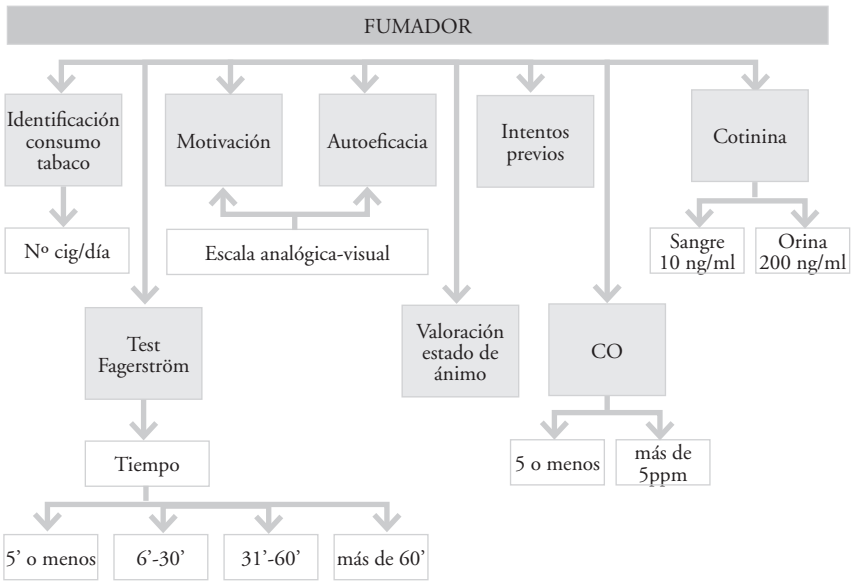 FUMADOR
Identificación
consumo
tabaco
Motivación
Autoeficacia
Intentos
previos
Cotinina
Nº cig/día
Escala analógica-visual
Sangre
10 ng/ml
Orina
200 ng/ml
Test
Fagerström
Valoración
estado de
ánimo
CO
Tiempo
5 o menos
más de
5ppm
5’ o menos
6’-30’
31’-60’
más de 60’